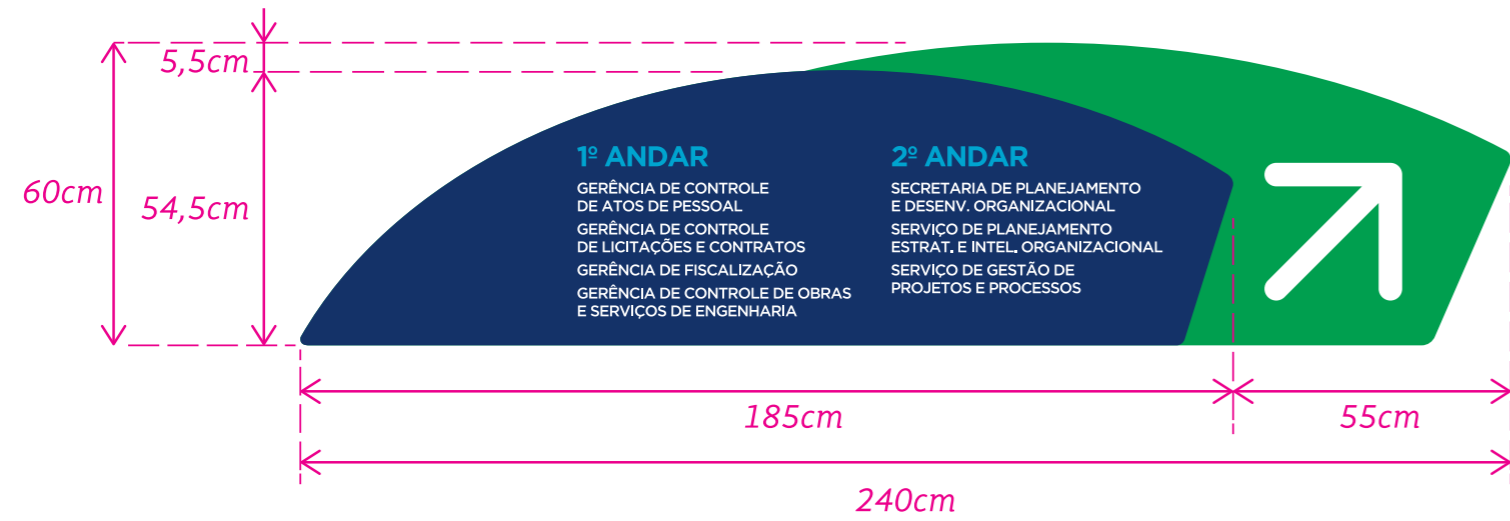 5,5cm
60cm
54,5cm
1º ANDAR
GERÊNCIA DE CONTROLE
DE ATOS DE PESSOAL
GERÊNCIA DE CONTROLE
DE LICITAÇÕES E CONTRATOS
GERÊNCIA DE FISCALIZAÇÃO
GERÊNCIA DE CONTROLE DE OBRAS
E SERVIÇOS DE ENGENHARIA
2º ANDAR
SECRETARIA DE PLANEJAMENTO
E DESENV. ORGANIZACIONAL
SERVIÇO DE PLANEJAMENTO
ESTRAT. E INTEL. ORGANIZACIONAL
SERVIÇO DE GESTÃO DE
PROJETOS E PROCESSOS
185cm
55cm
240cm